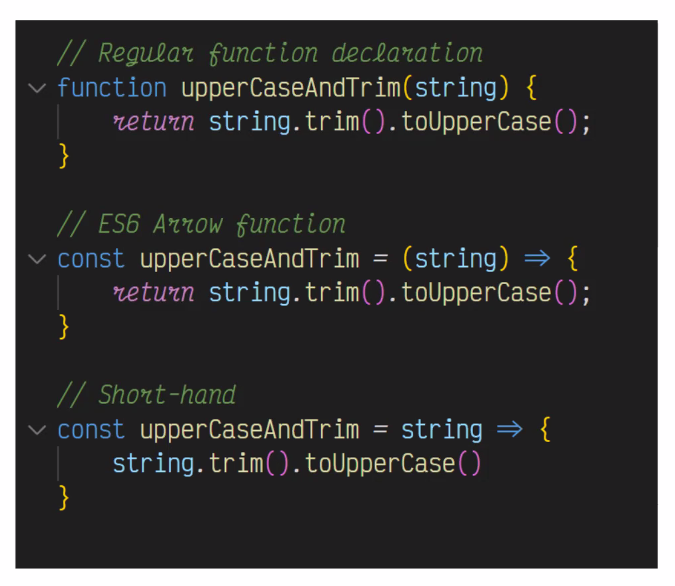 // Regular function declaration
function upperCaseAndTrim(string) {
    return string.trim().toUpperCase();
}
// ES6 Arrow function
const upperCaseAndTrim = (string) => {
    return string.trim().toUpperCase();
}
// Short-hand
const upperCaseAndTrim = string => {
    string.trim().toUpperCase()
}